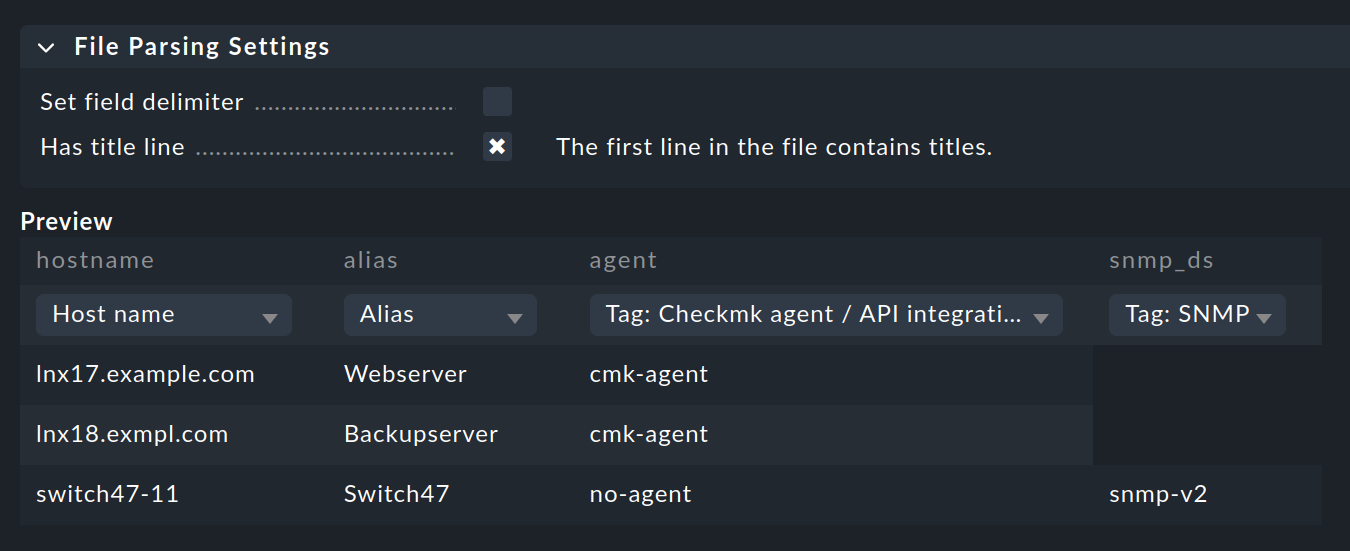 File Parsing Settings
Set field delimiter
Has title line ✖ The first line in the file contains titles.
Preview
hostname alias agent snmp_ds
Host name Alias Tag: Checkmk agent / API integrati... Tag: SNMP
lnx17.example.com Webserver cmk-agent
lnx18.exmpl.com Backupserver cmk-agent
switch47-11 Switch47 no-agent snmp-v2